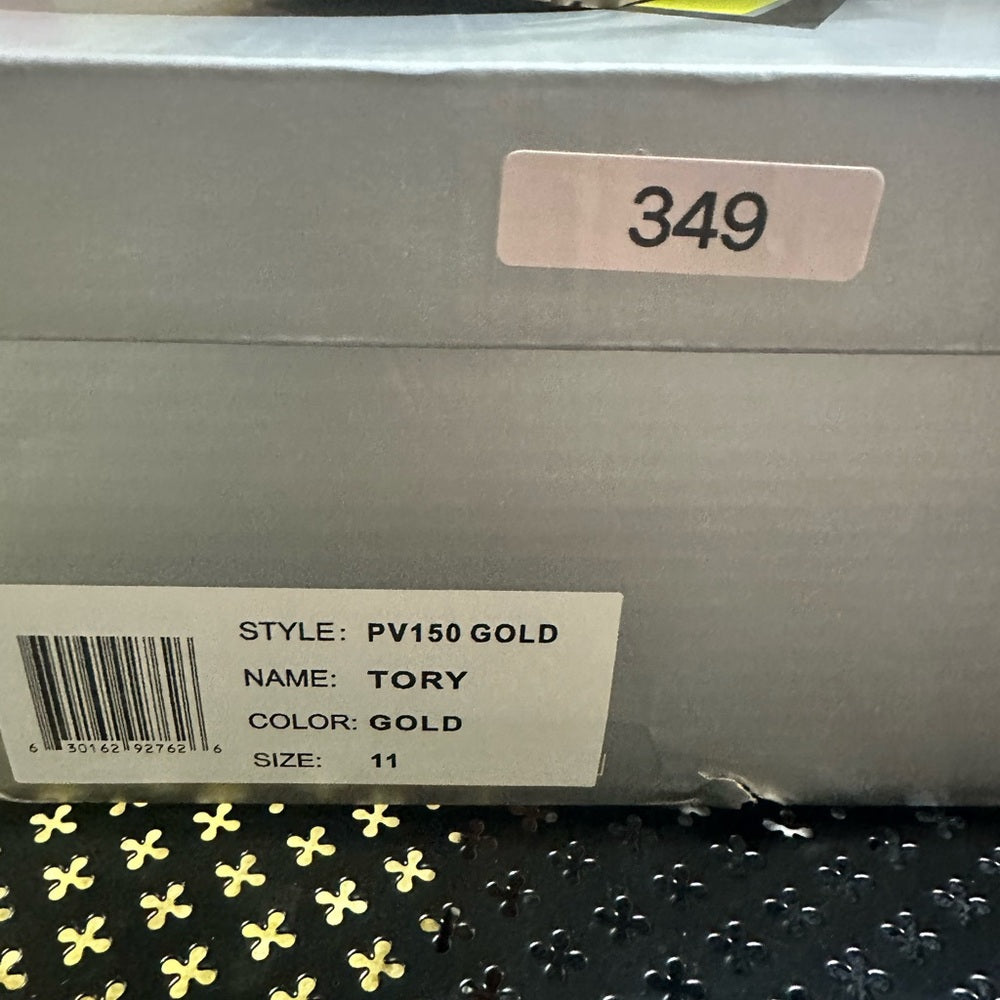 349
STYLE: PV150 GOLD
NAME: TORY
COLOR: GOLD
SIZE: 11
6 30162 92762 6